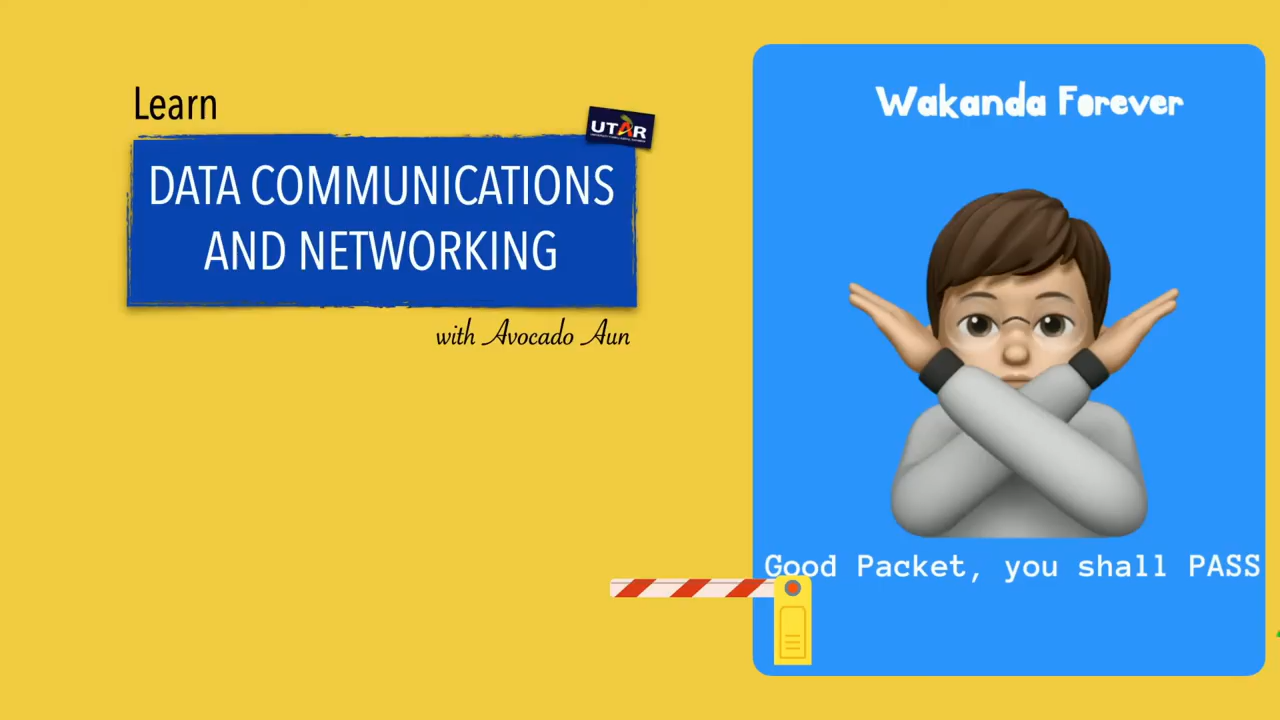 Learn
UTAR
DATA COMMUNICATIONS
AND NETWORKING
with Avocado Aun
Wakanda Forever
Good Packet, you shall PASS